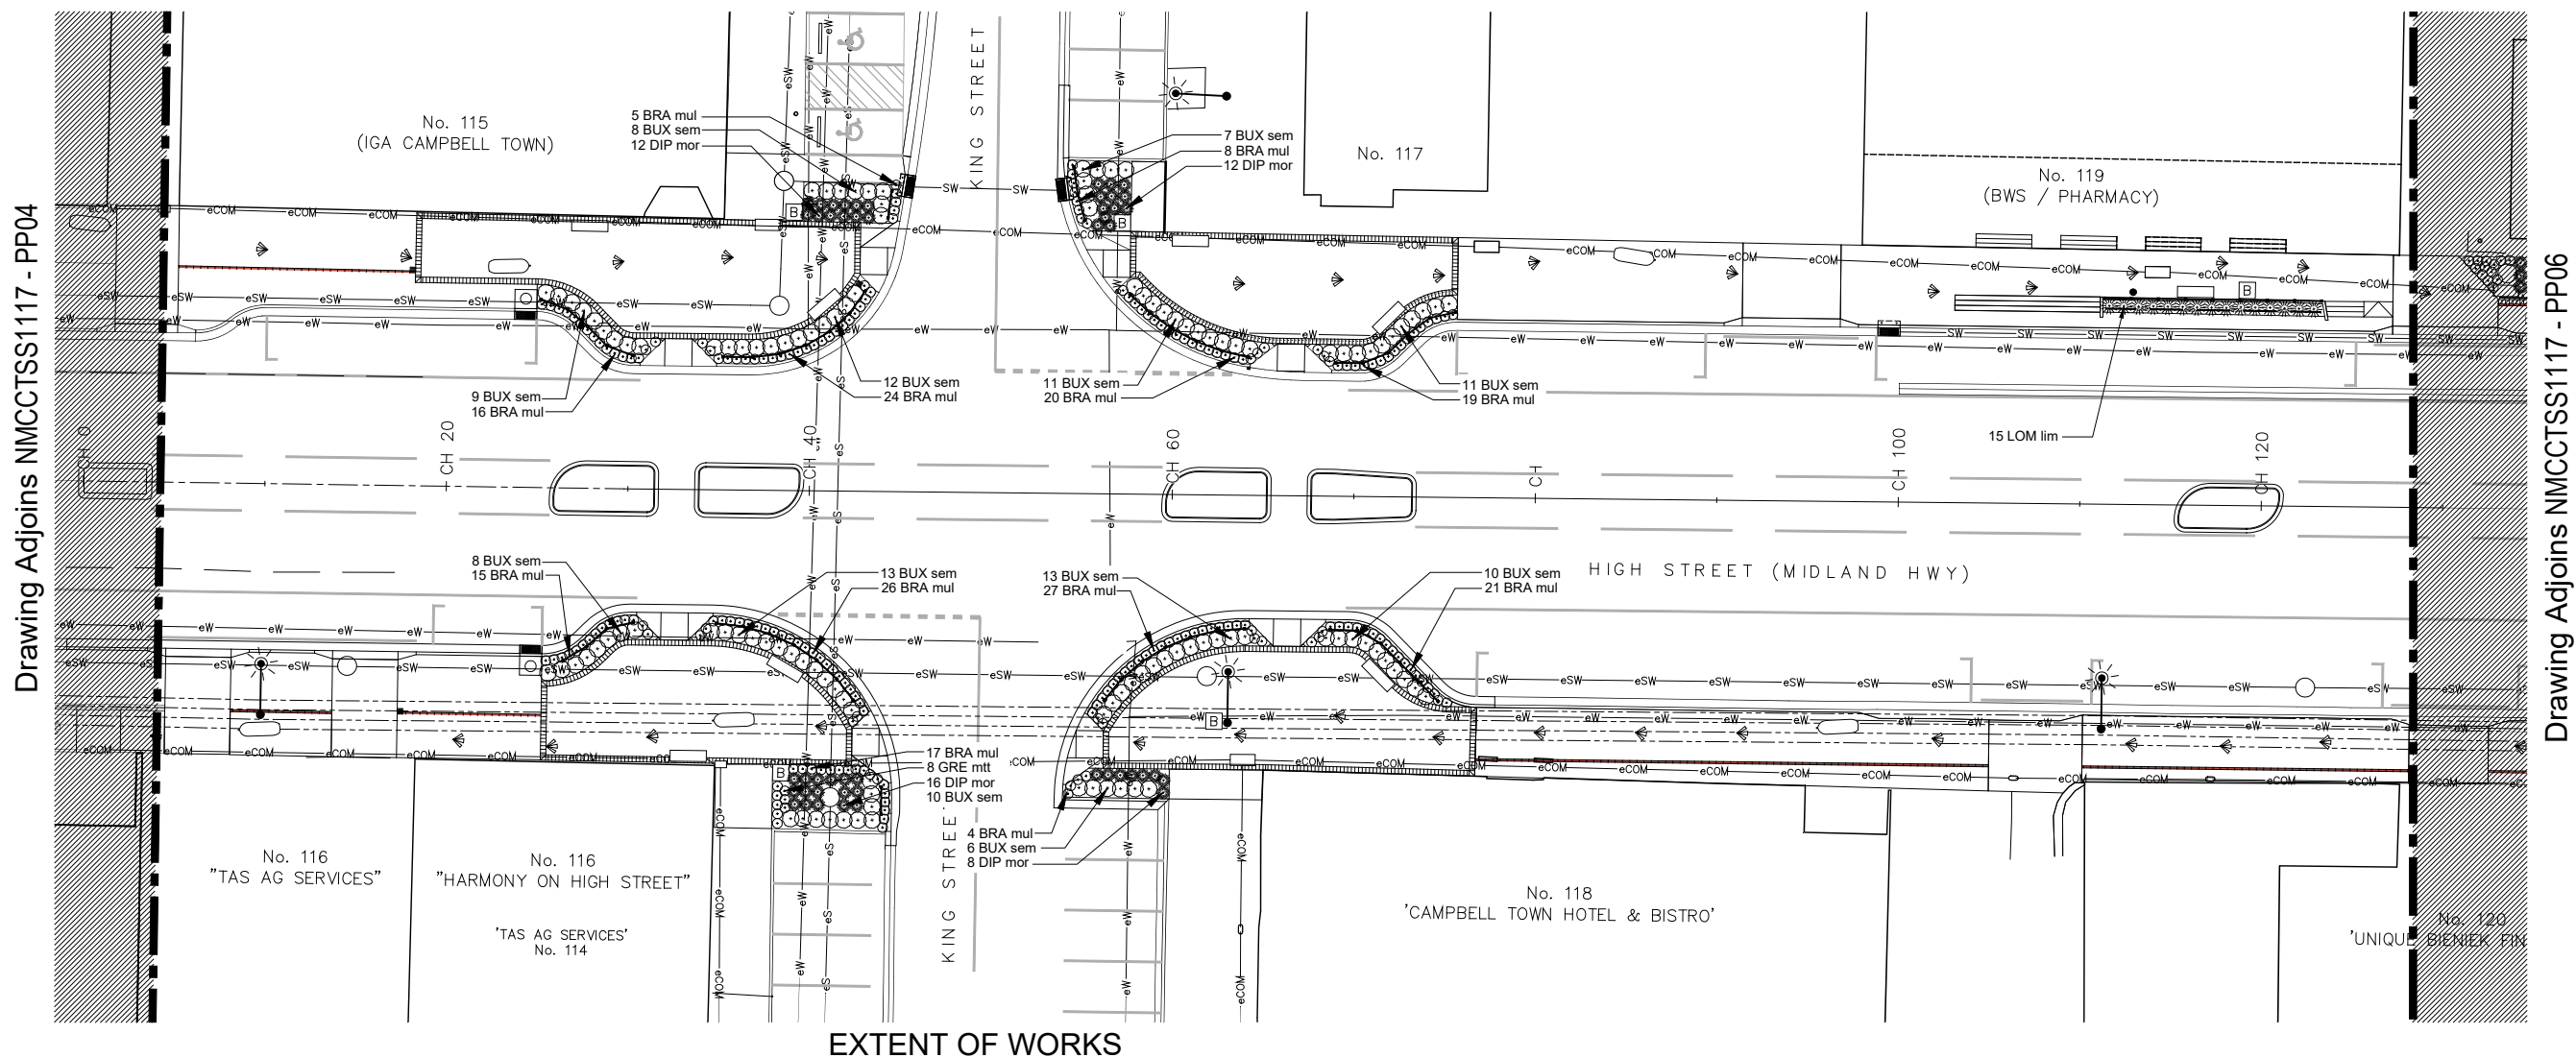 Drawing Adjoins NMCCTSS1117 - PP04
Drawing Adjoins NMCCTSS1117 - PP06
KING STREET
No. 115
(IGA CAMPBELL TOWN)
5 BRA mul
8 BUX sem
12 DIP mor
7 BUX sem
8 BRA mul
12 DIP mor
No. 117
No. 119
(BWS / PHARMACY)
9 BUX sem
16 BRA mul
12 BUX sem
24 BRA mul
11 BUX sem
20 BRA mul
11 BUX sem
19 BRA mul
15 LOM lim
CH 0
CH 20
CH 40
CH 60
CH
CH 100
CH 120
8 BUX sem
15 BRA mul
13 BUX sem
26 BRA mul
13 BUX sem
27 BRA mul
10 BUX sem
21 BRA mul
HIGH STREET (MIDLAND HWY)
17 BRA mul
8 GRE mtt
16 DIP mor
10 BUX sem
4 BRA mul
6 BUX sem
8 DIP mor
KING STREET
No. 116
"TAS AG SERVICES"
No. 116
"HARMONY ON HIGH STREET"
'TAS AG SERVICES'
No. 114
No. 118
'CAMPBELL TOWN HOTEL & BISTRO'
No. 120
'UNIQUE BIENIEK FIN
EXTENT OF WORKS